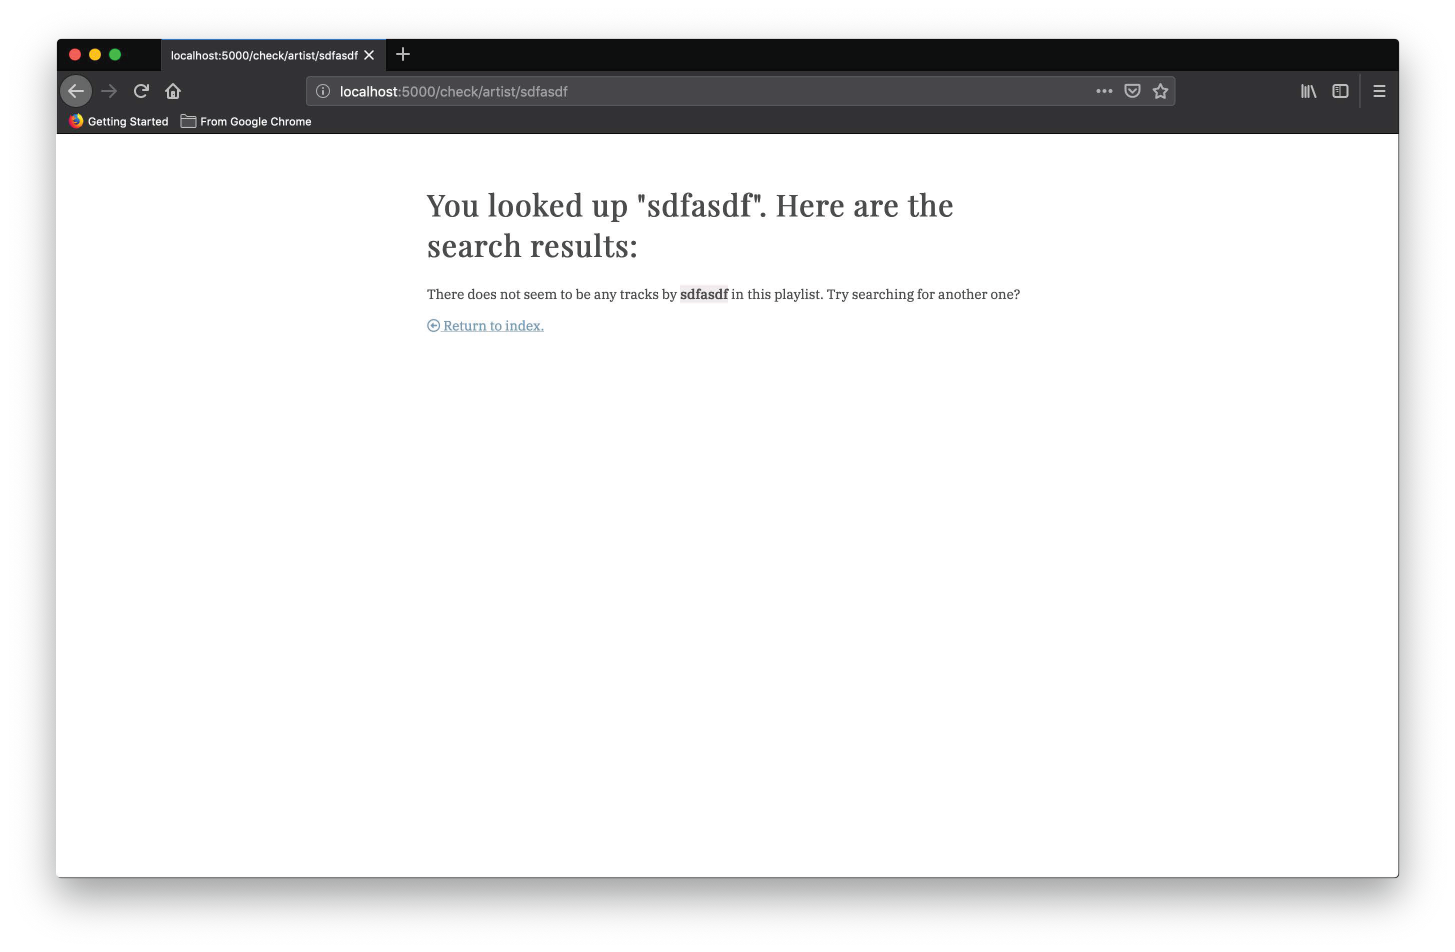 localhost:5000/check/artist/sdfasdf
localhost:5000/check/artist/sdfasdf
Getting Started From Google Chrome
You looked up "sdfasdf". Here are the
search results:
There does not seem to be any tracks by sdfasdf in this playlist. Try searching for another one?
Return to index.